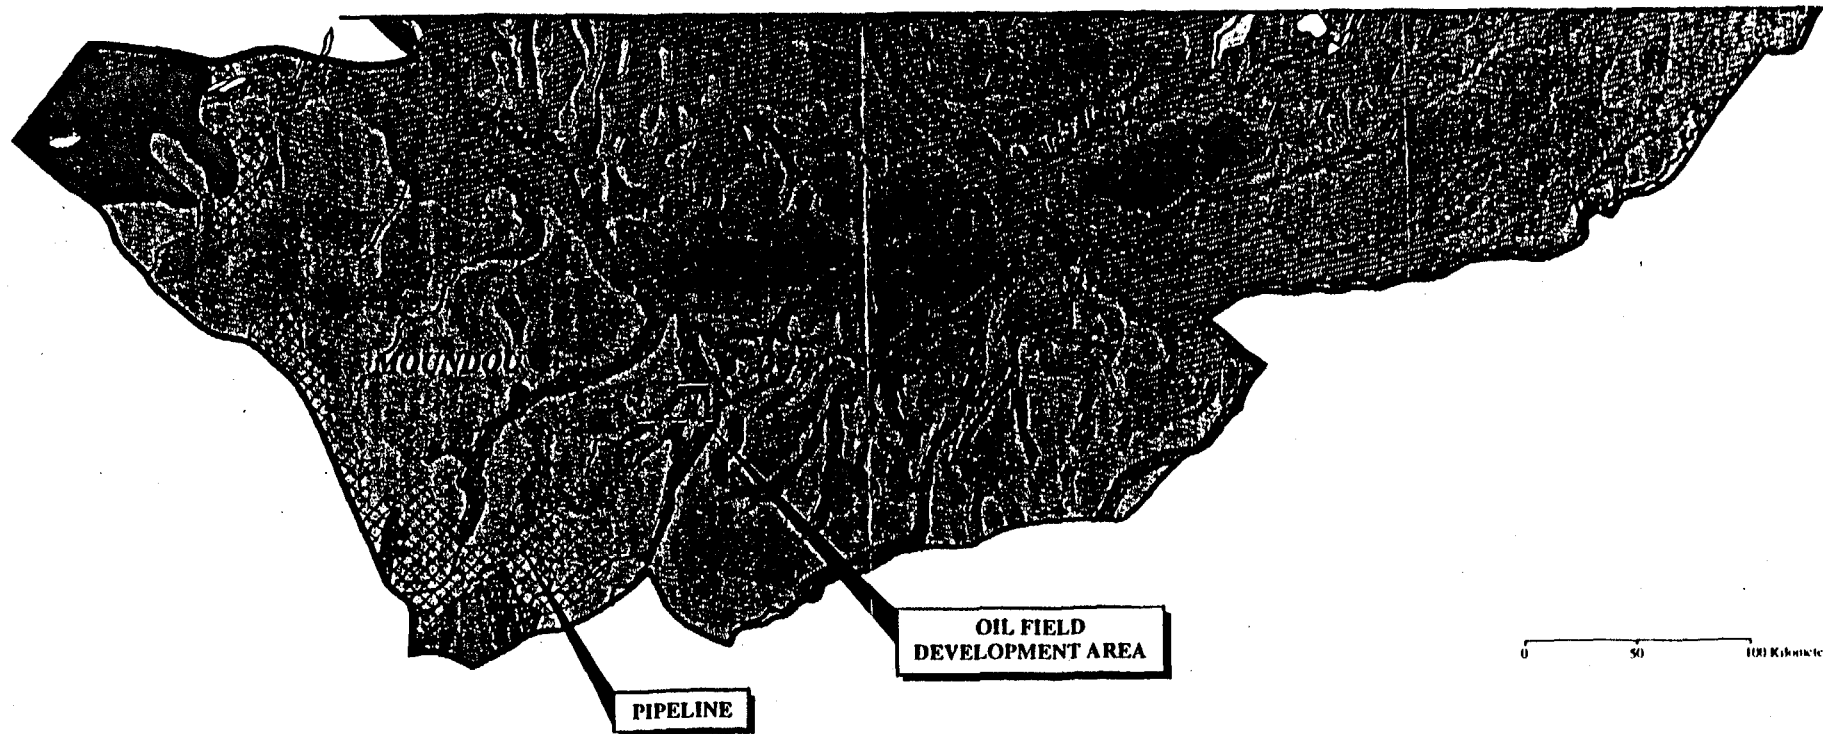 MOUNDOU
OIL FIELD
DEVELOPMENT AREA
PIPELINE
0 50 100 Kilomete